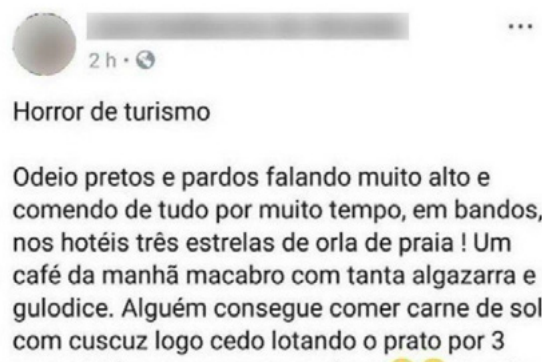 2 h
Horror de turismo
Odeio pretos e pardos falando muito alto e
comendo de tudo por muito tempo, em bandos,
nos hotéis três estrelas de orla de praia ! Um
café da manhã macabro com tanta algazarra e
gulodice. Alguém consegue comer carne de sol
com cuscuz logo cedo lotando o prato por 3